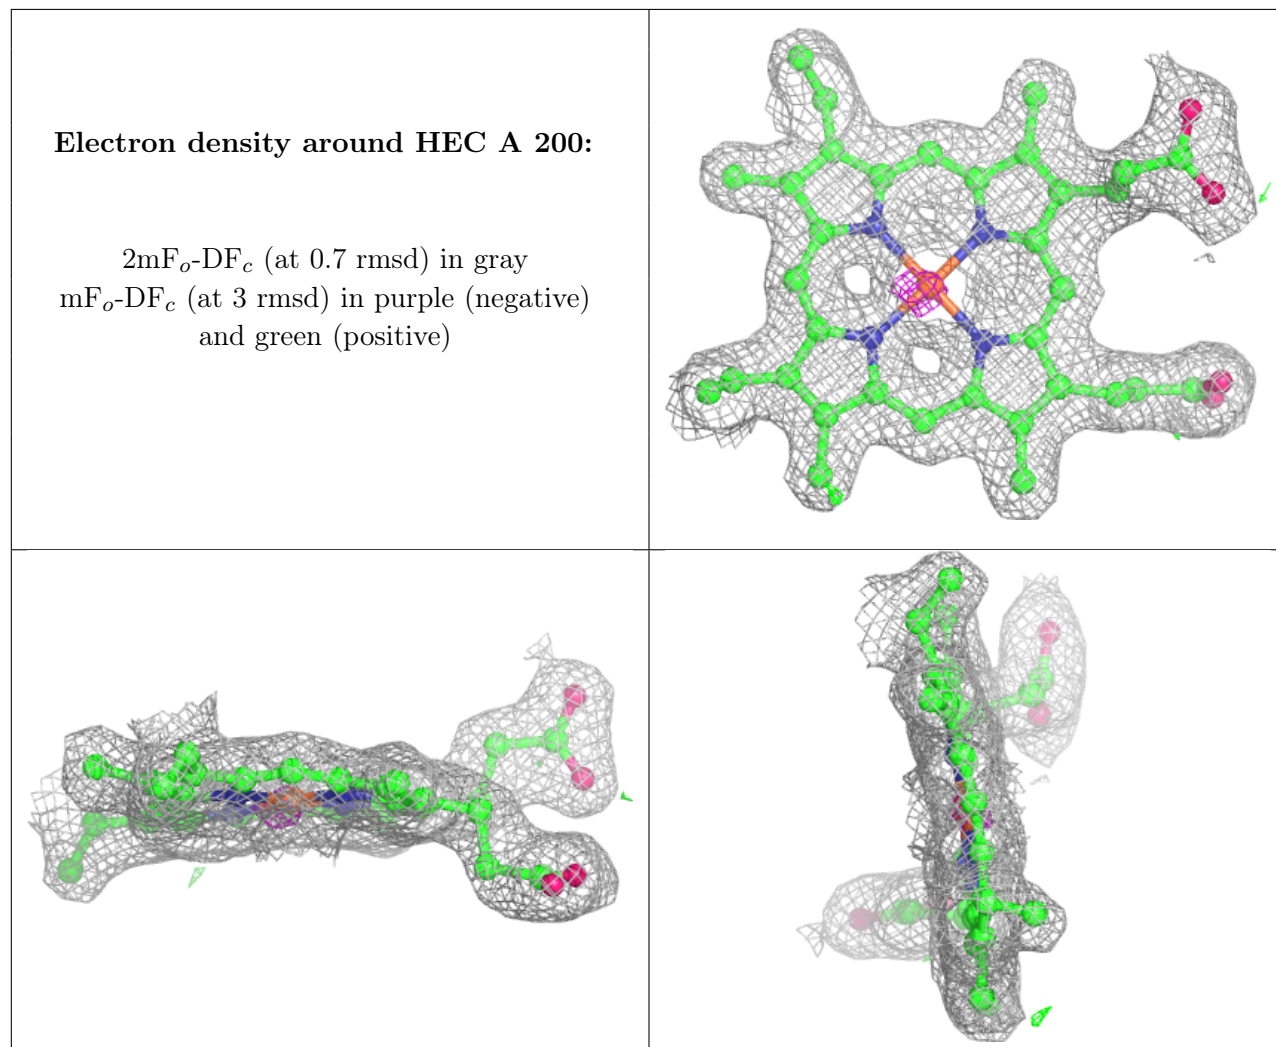 Electron density around HEC A 200:
2mFo-DFc (at 0.7 rmsd) in gray
mFo-DFc (at 3 rmsd) in purple (negative)
and green (positive)